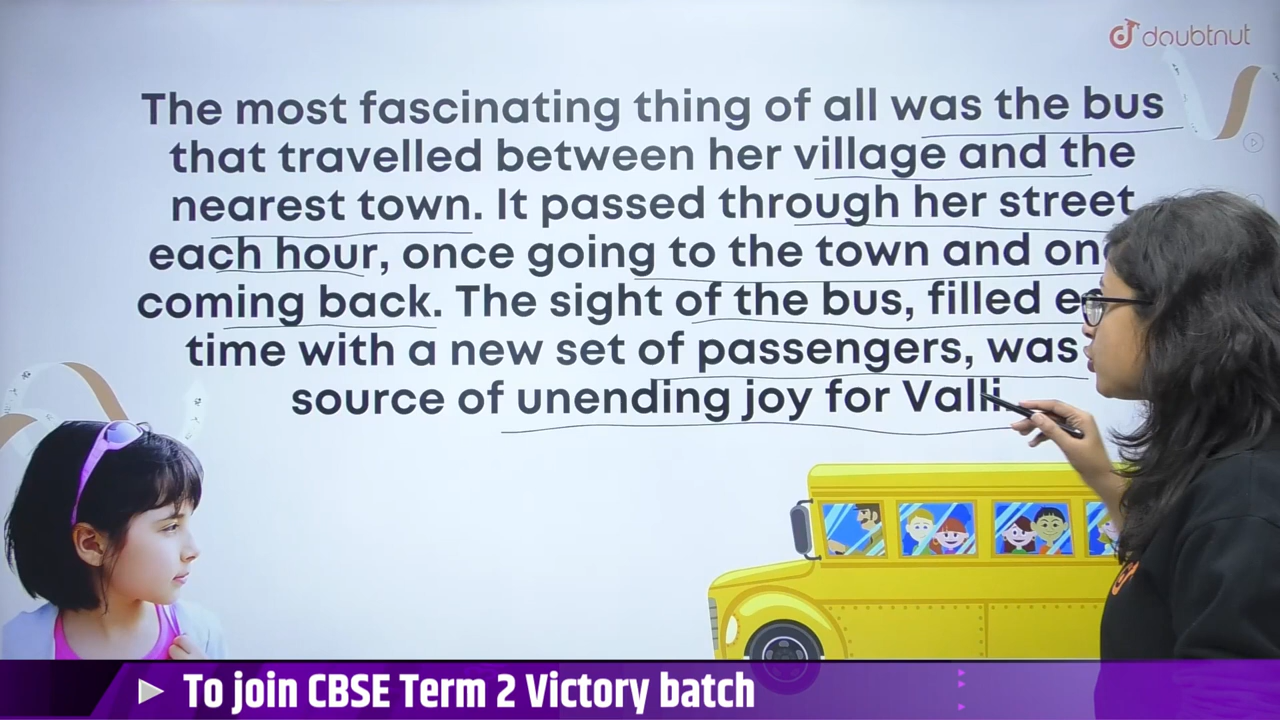 doubtnut
The most fascinating thing of all was the bus
that travelled between her village and the
nearest town. It passed through her street
each hour, once going to the town and
coming back. The sight of the bus, filled
time with a new set of passengers, was
source of unending joy for Valli.
To join CBSE Term 2 Victory batch